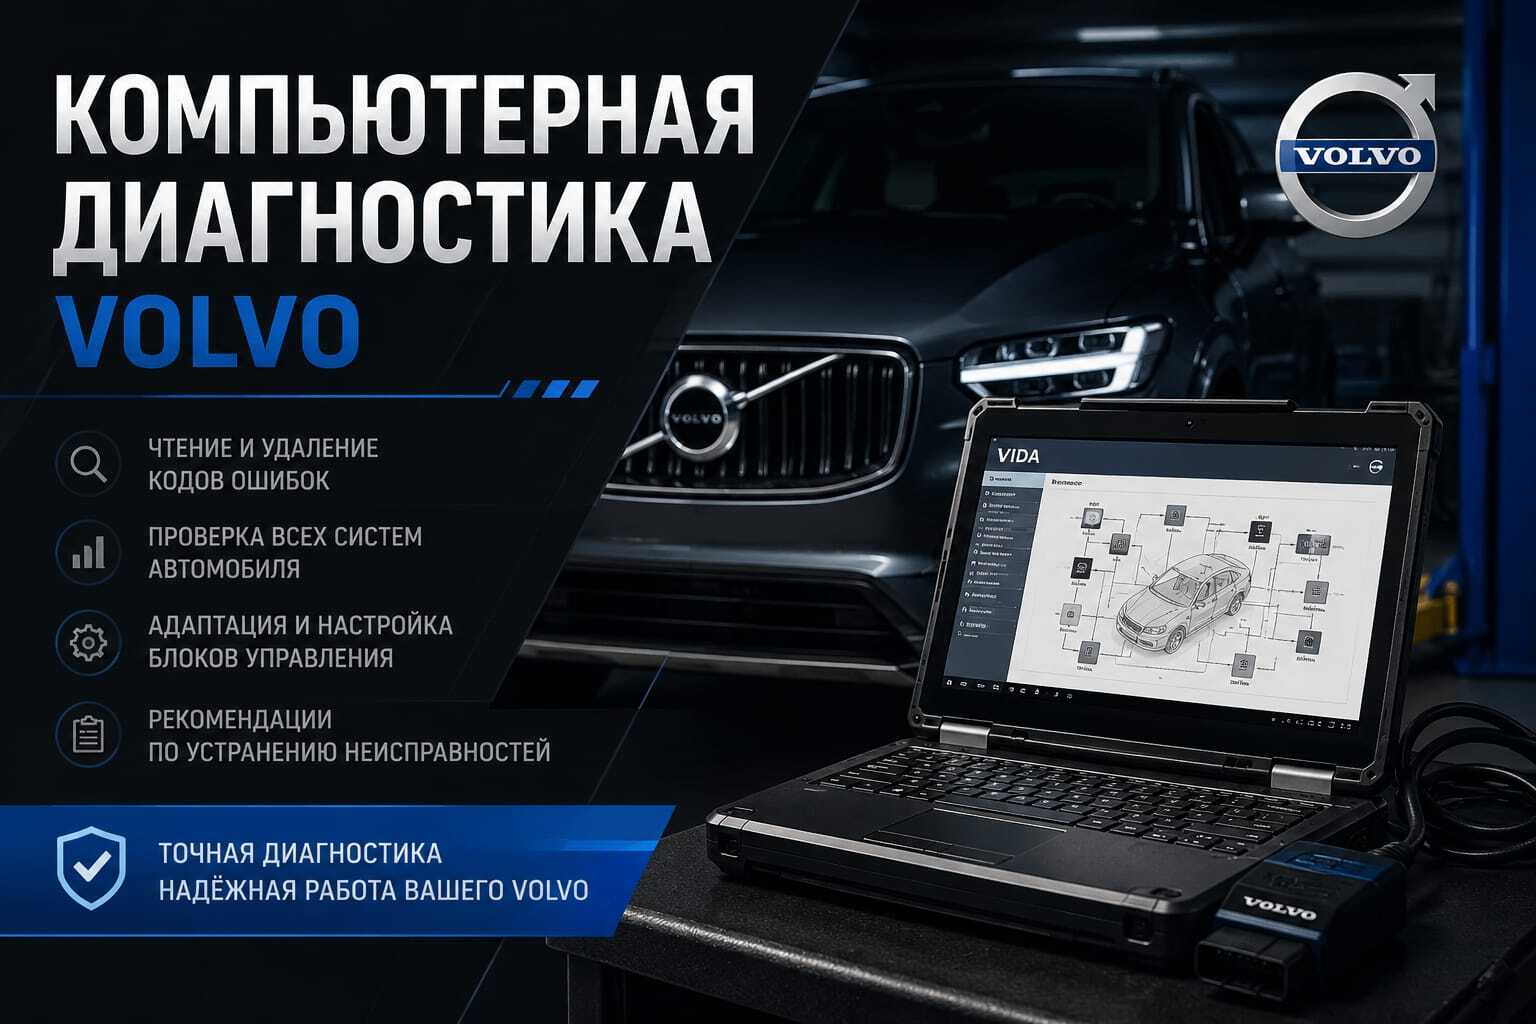 КОМПЬЮТЕРНАЯ
ДИАГНОСТИКА
VOLVO
ЧТЕНИЕ И УДАЛЕНИЕ
КОДОВ ОШИБОК
ПРОВЕРКА ВСЕХ СИСТЕМ
АВТОМОБИЛЯ
АДАПТАЦИЯ И НАСТРОЙКА
БЛОКОВ УПРАВЛЕНИЯ
РЕКОМЕНДАЦИИ
ПО УСТРАНЕНИЮ НЕИСПРАВНОСТЕЙ
ТОЧНАЯ ДИАГНОСТИКА
НАДЁЖНАЯ РАБОТА ВАШЕГО VOLVO
VOLVO
VOLVO
VIDA
VOLVO